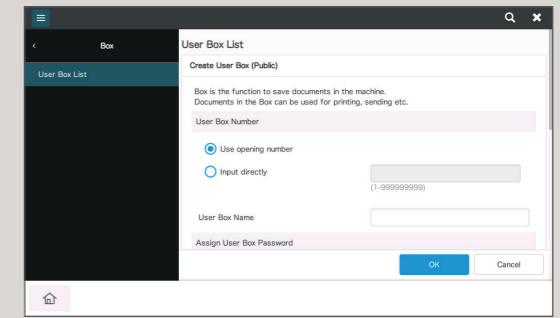 Box
User Box List
User Box List
Create User Box (Public)
Box is the function to save documents in the machine.
Documents in the Box can be used for printing, sending etc.
User Box Number
Use opening number
Input directly
(1-999999999)
User Box Name
Assign User Box Password
OK Cancel